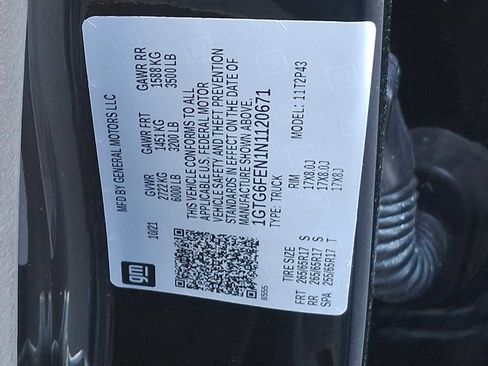 gm
MFD BY GENERAL MOTORS LLC
10/21
GVWR GAWR FRT GAWR RR
2722 KG 1451 KG 1588 KG
6000 LB 3200 LB 3500 LB
THIS VEHICLE CONFORMS TO ALL
APPLICABLE U.S. FEDERAL MOTOR
VEHICLE SAFETY AND THEFT PREVENTION
STANDARDS IN EFFECT ON THE DATE OF
MANUFACTURE SHOWN ABOVE.
1GTG6FEN1N1120671
TYPE: TRUCK MODEL: 11T2P43
8555
TIRE SIZE RIM
FRT 265/65R17 S 17X8.0J
RR 265/65R17 S 17X8.0J
SPA 255/65R17 T 17X8J